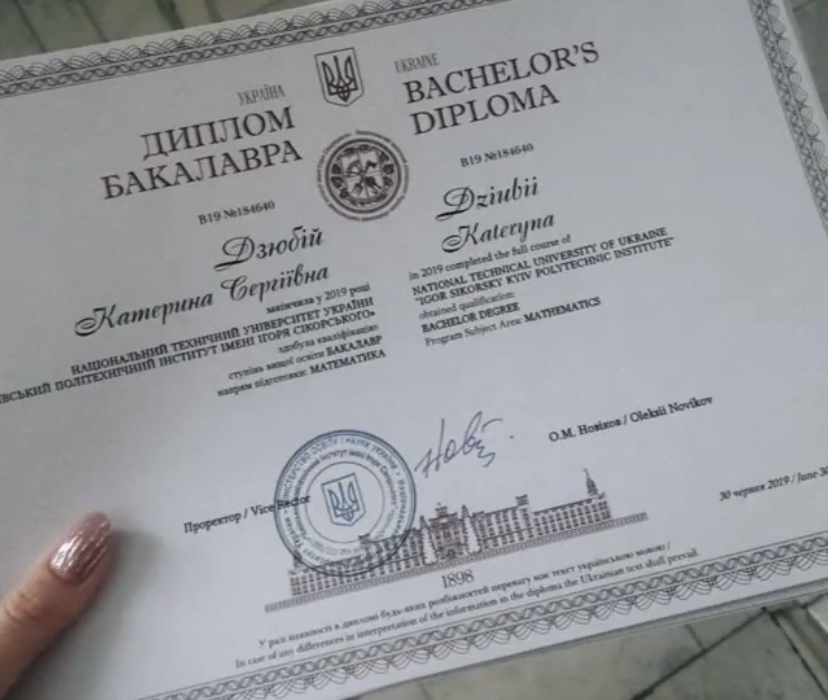 УКРАЇНА
ДИПЛОМ
БАКАЛАВРА
B19 №184640
Дзюбій
Катерина Сергіївна
закінчила у 2019 році
НАЦІОНАЛЬНИЙ ТЕХНІЧНИЙ УНІВЕРСИТЕТ УКРАЇНИ
ПОЛІТЕХНІЧНИЙ ІНСТИТУТ ІМЕНІ ІГОРЯ СІКОРСЬКОГО»
здобула кваліфікацію:
ступінь вищої освіти БАКАЛАВР
напрям підготовки: МАТЕМАТИКА
UKRAINE
BACHELOR'S
DIPLOMA
B19 №184640
Dziubii
Kateryna
in 2019 completed the full course of
NATIONAL TECHNICAL UNIVERSITY OF UKRAINE
"IGOR SIKORSKY KYIV POLYTECHNIC INSTITUTE"
obtained qualification:
BACHELOR DEGREE
Program Subject Area: MATHEMATICS
Проректор / Vice Rector
О.М. Новіков / Oleksii Novikov
МІНІСТЕРСТВО ОСВІТИ І НАУКИ УКРАЇНИ
30 червня 2019 / June 30
1898
У разі наявності в дипломі будь-яких розбіжностей перевагу має текст українською мовою /
In case of any differences in interpretation of the information in the diploma the Ukrainian text shall prevail.